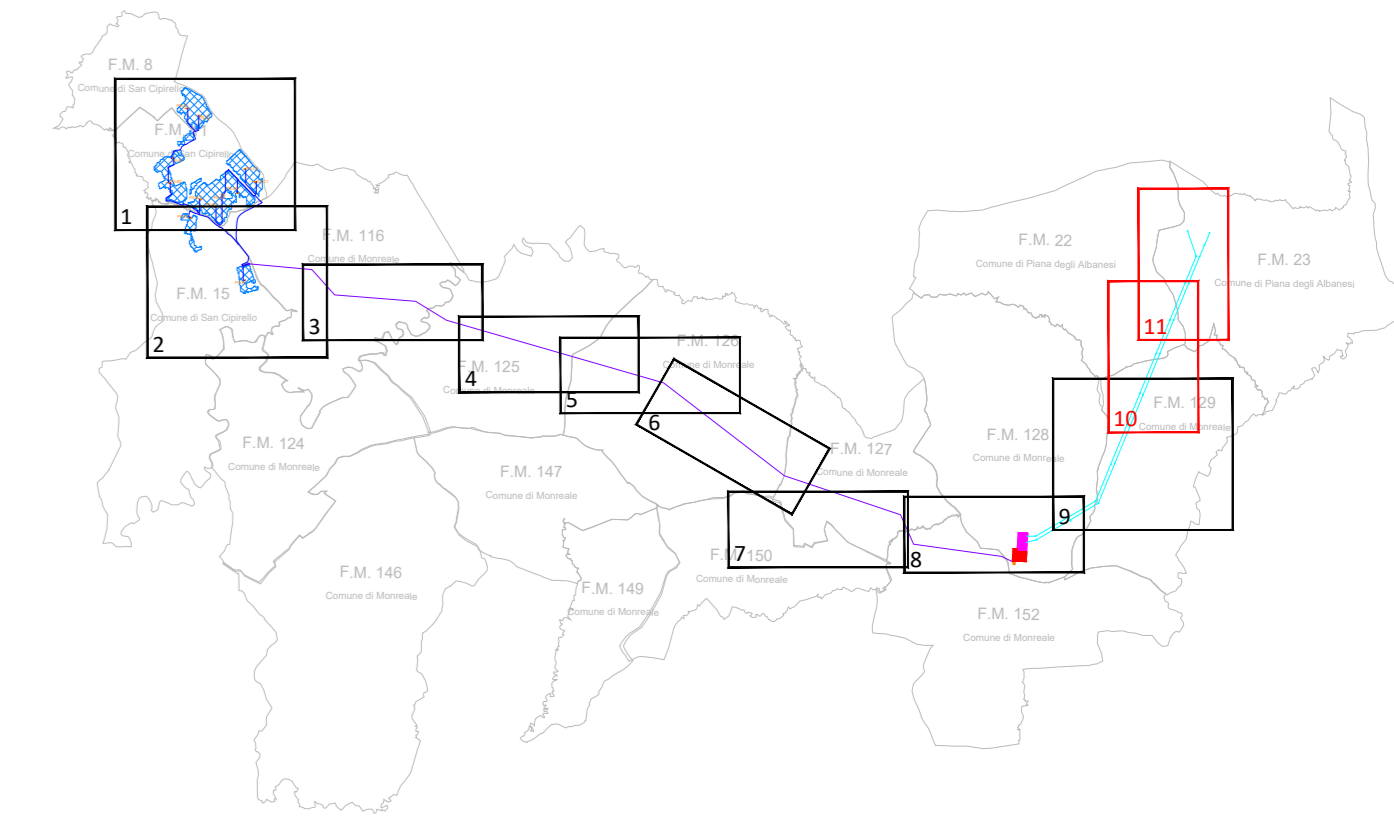 F.M. 8
Comune di San Cipirello
Comune di San Cipirello
1
F.M. 116
Comune di Monreale
F.M. 15
Comune di San Cipirello
2
3
F.M. 22
Comune di Piana degli Albanesi
F.M. 23
Comune di Piana degli Albanesi
11
F.M. 126
Comune di Monreale
F.M. 125
Comune di Monreale
4
5
6
10
F.M. 129
Comune di Monreale
F.M. 124
Comune di Monreale
F.M. 147
Comune di Monreale
F.M. 127
Comune di Monreale
F.M. 128
Comune di Monreale
9
F.M. 150
Comune di Monreale
7
8
F.M. 146
Comune di Monreale
F.M. 149
Comune di Monreale
F.M. 152
Comune di Monreale